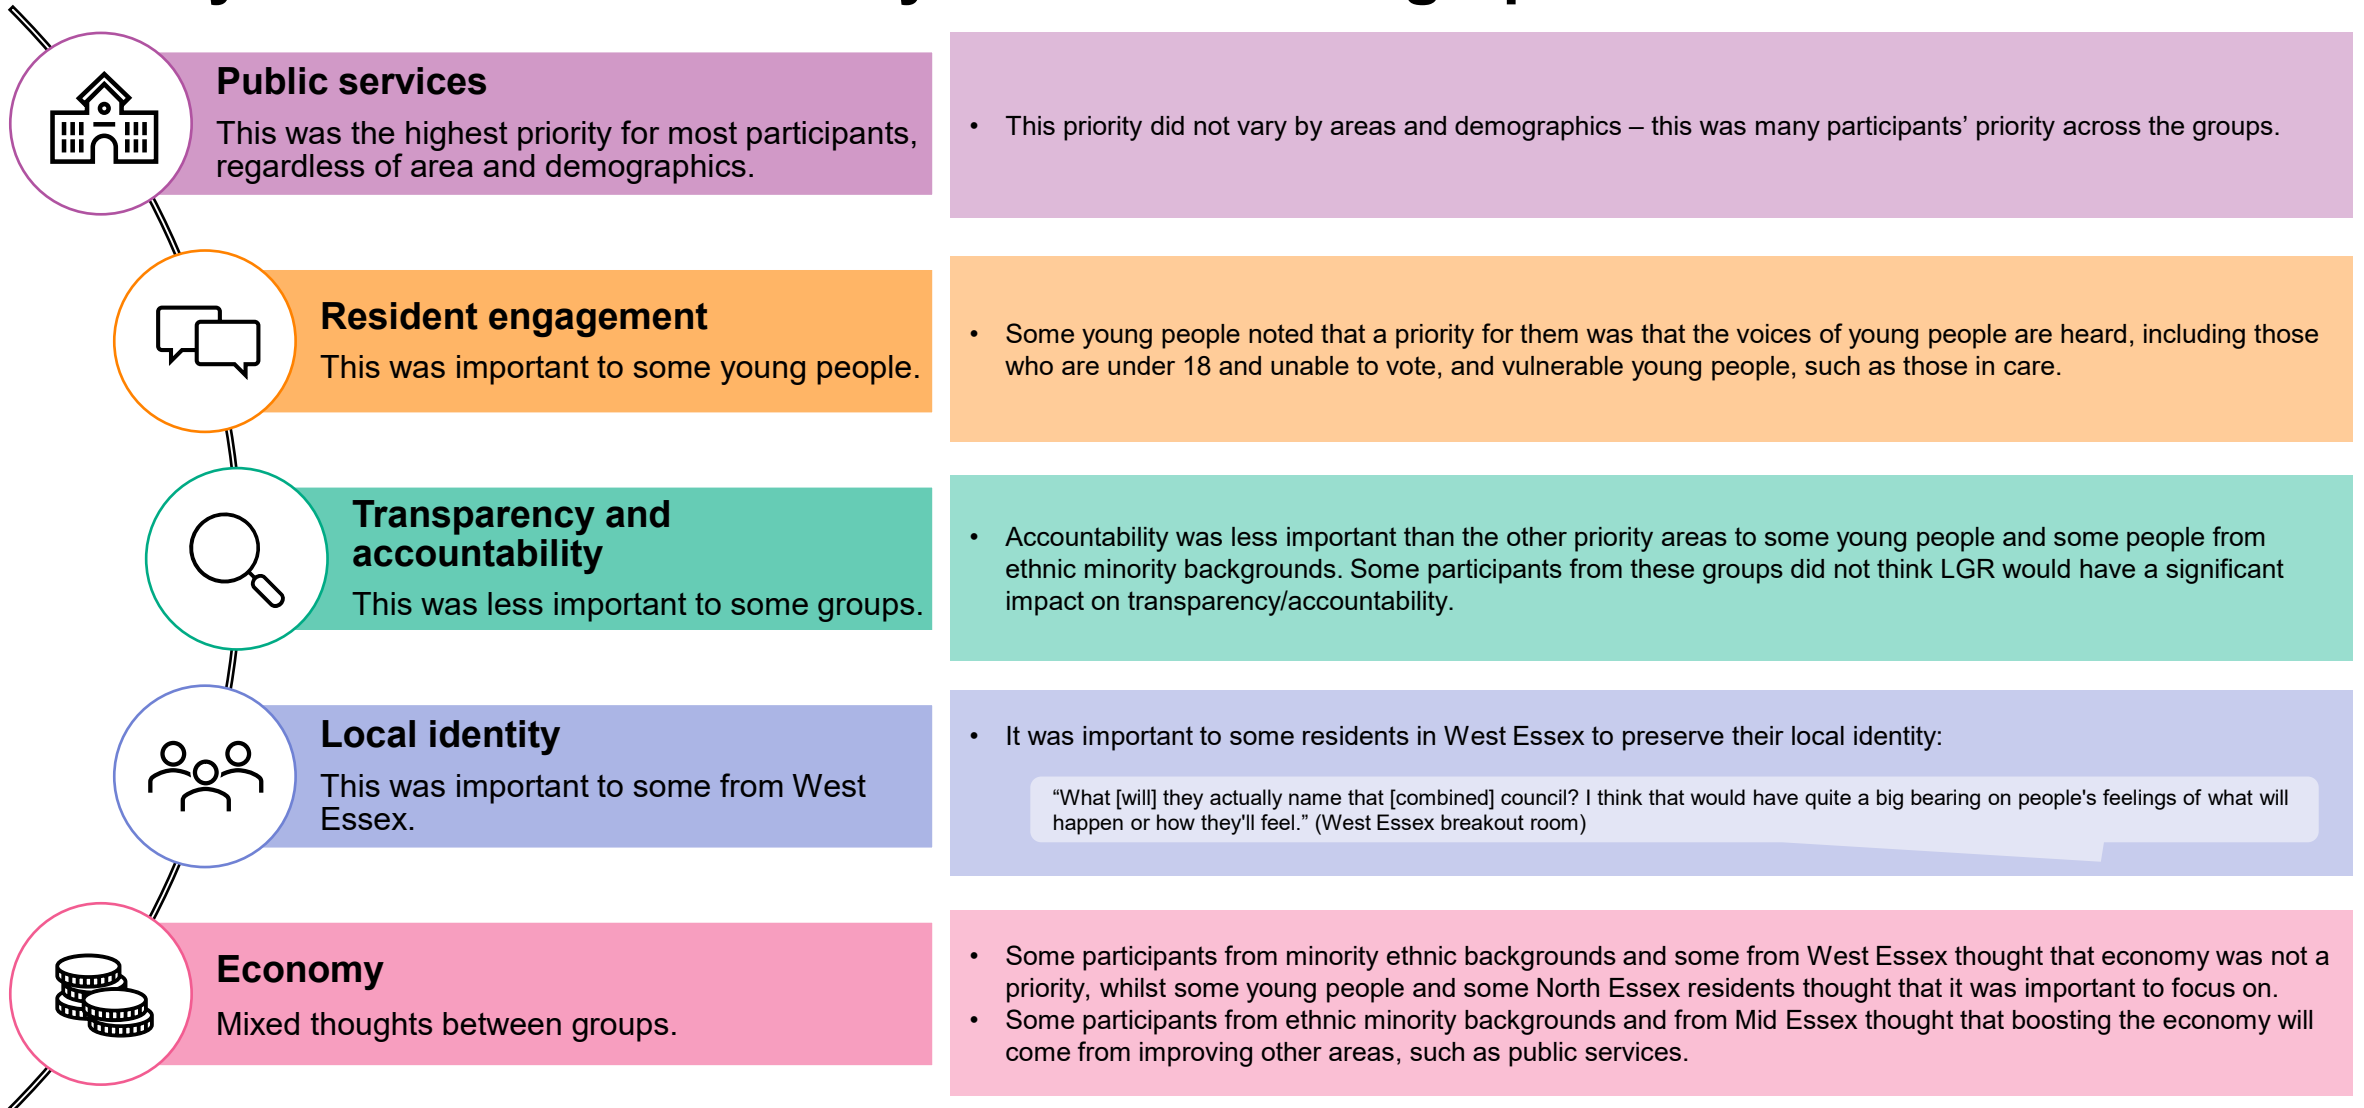 Public services
This was the highest priority for most participants,
regardless of area and demographics.
• This priority did not vary by areas and demographics – this was many participants’ priority across the groups.
Resident engagement
This was important to some young people.
• Some young people noted that a priority for them was that the voices of young people are heard, including those
who are under 18 and unable to vote, and vulnerable young people, such as those in care.
Transparency and
accountability
This was less important to some groups.
• Accountability was less important than the other priority areas to some young people and some people from
ethnic minority backgrounds. Some participants from these groups did not think LGR would have a significant
impact on transparency/accountability.
Local identity
This was important to some from West
Essex.
• It was important to some residents in West Essex to preserve their local identity:
“What [will] they actually name that [combined] council? I think that would have quite a big bearing on people's feelings of what will
happen or how they'll feel.” (West Essex breakout room)
Economy
Mixed thoughts between groups.
• Some participants from minority ethnic backgrounds and some from West Essex thought that economy was not a
priority, whilst some young people and some North Essex residents thought that it was important to focus on.
• Some participants from ethnic minority backgrounds and from Mid Essex thought that boosting the economy will
come from improving other areas, such as public services.